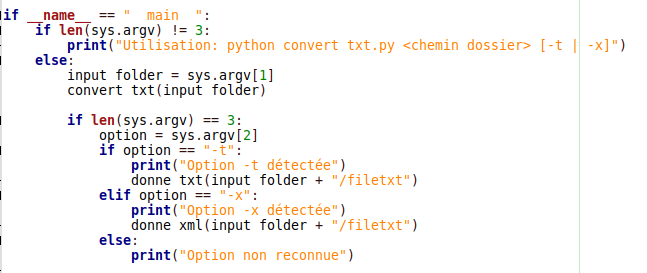 if __name__ == "  main  ":
    if len(sys.argv) != 3:
        print("Utilisation: python convert txt.py <chemin dossier> [-t | -x]")
    else:
        input folder = sys.argv[1]
        convert txt(input folder)

        if len(sys.argv) == 3:
            option = sys.argv[2]
            if option == "-t":
                print("Option -t détectée")
                donne txt(input folder + "/filetxt")
            elif option == "-x":
                print("Option -x détectée")
                donne xml(input folder + "/filetxt")
            else:
                print("Option non reconnue")